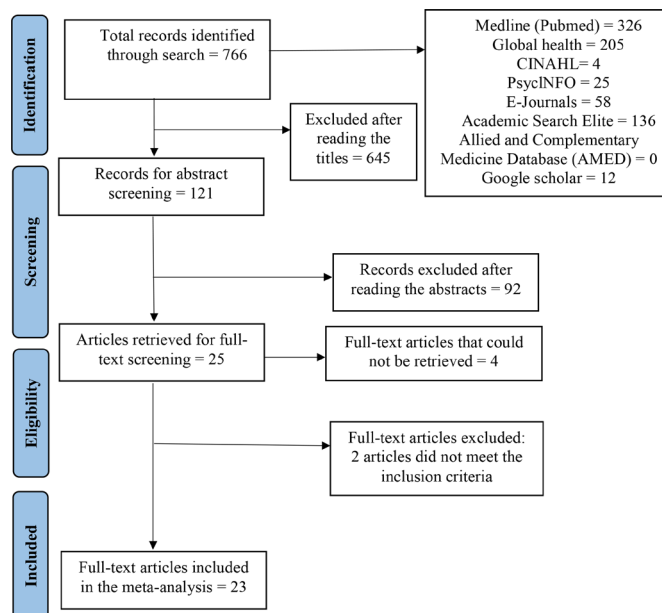 Identification
Total records identified
through search = 766
Medline (Pubmed) = 326
Global health = 205
CINAHL= 4
PsyclNFO = 25
E-Journals = 58
Academic Search Elite = 136
Allied and Complementary
Medicine Database (AMED) = 0
Google scholar = 12
Excluded after
reading the
titles = 645
Screening
Records for abstract
screening = 121
Records excluded after
reading the abstracts = 92
Eligibility
Articles retrieved for full-
text screening = 25
Full-text articles that could
not be retrieved = 4
Full-text articles excluded:
2 articles did not meet the
inclusion criteria
Included
Full-text articles included
in the meta-analysis = 23